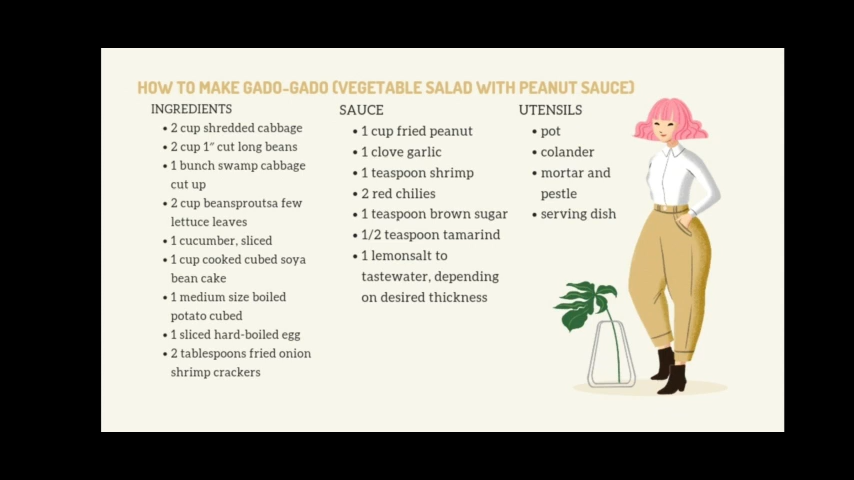 HOW TO MAKE GADO-GADO (VEGETABLE SALAD WITH PEANUT SAUCE)
INGREDIENTS
• 2 cup shredded cabbage
• 2 cup 1″ cut long beans
• 1 bunch swamp cabbage
cut up
• 2 cup beansproutsa few
lettuce leaves
• 1 cucumber, sliced
• 1 cup cooked cubed soya
bean cake
• 1 medium size boiled
potato cubed
• 1 sliced hard-boiled egg
• 2 tablespoons fried onion
shrimp crackers
SAUCE
• 1 cup fried peanut
• 1 clove garlic
• 1 teaspoon shrimp
• 2 red chilies
• 1 teaspoon brown sugar
• 1/2 teaspoon tamarind
• 1 lemonsalt to
tastewater, depending
on desired thickness
UTENSILS
• pot
• colander
• mortar and
pestle
• serving dish